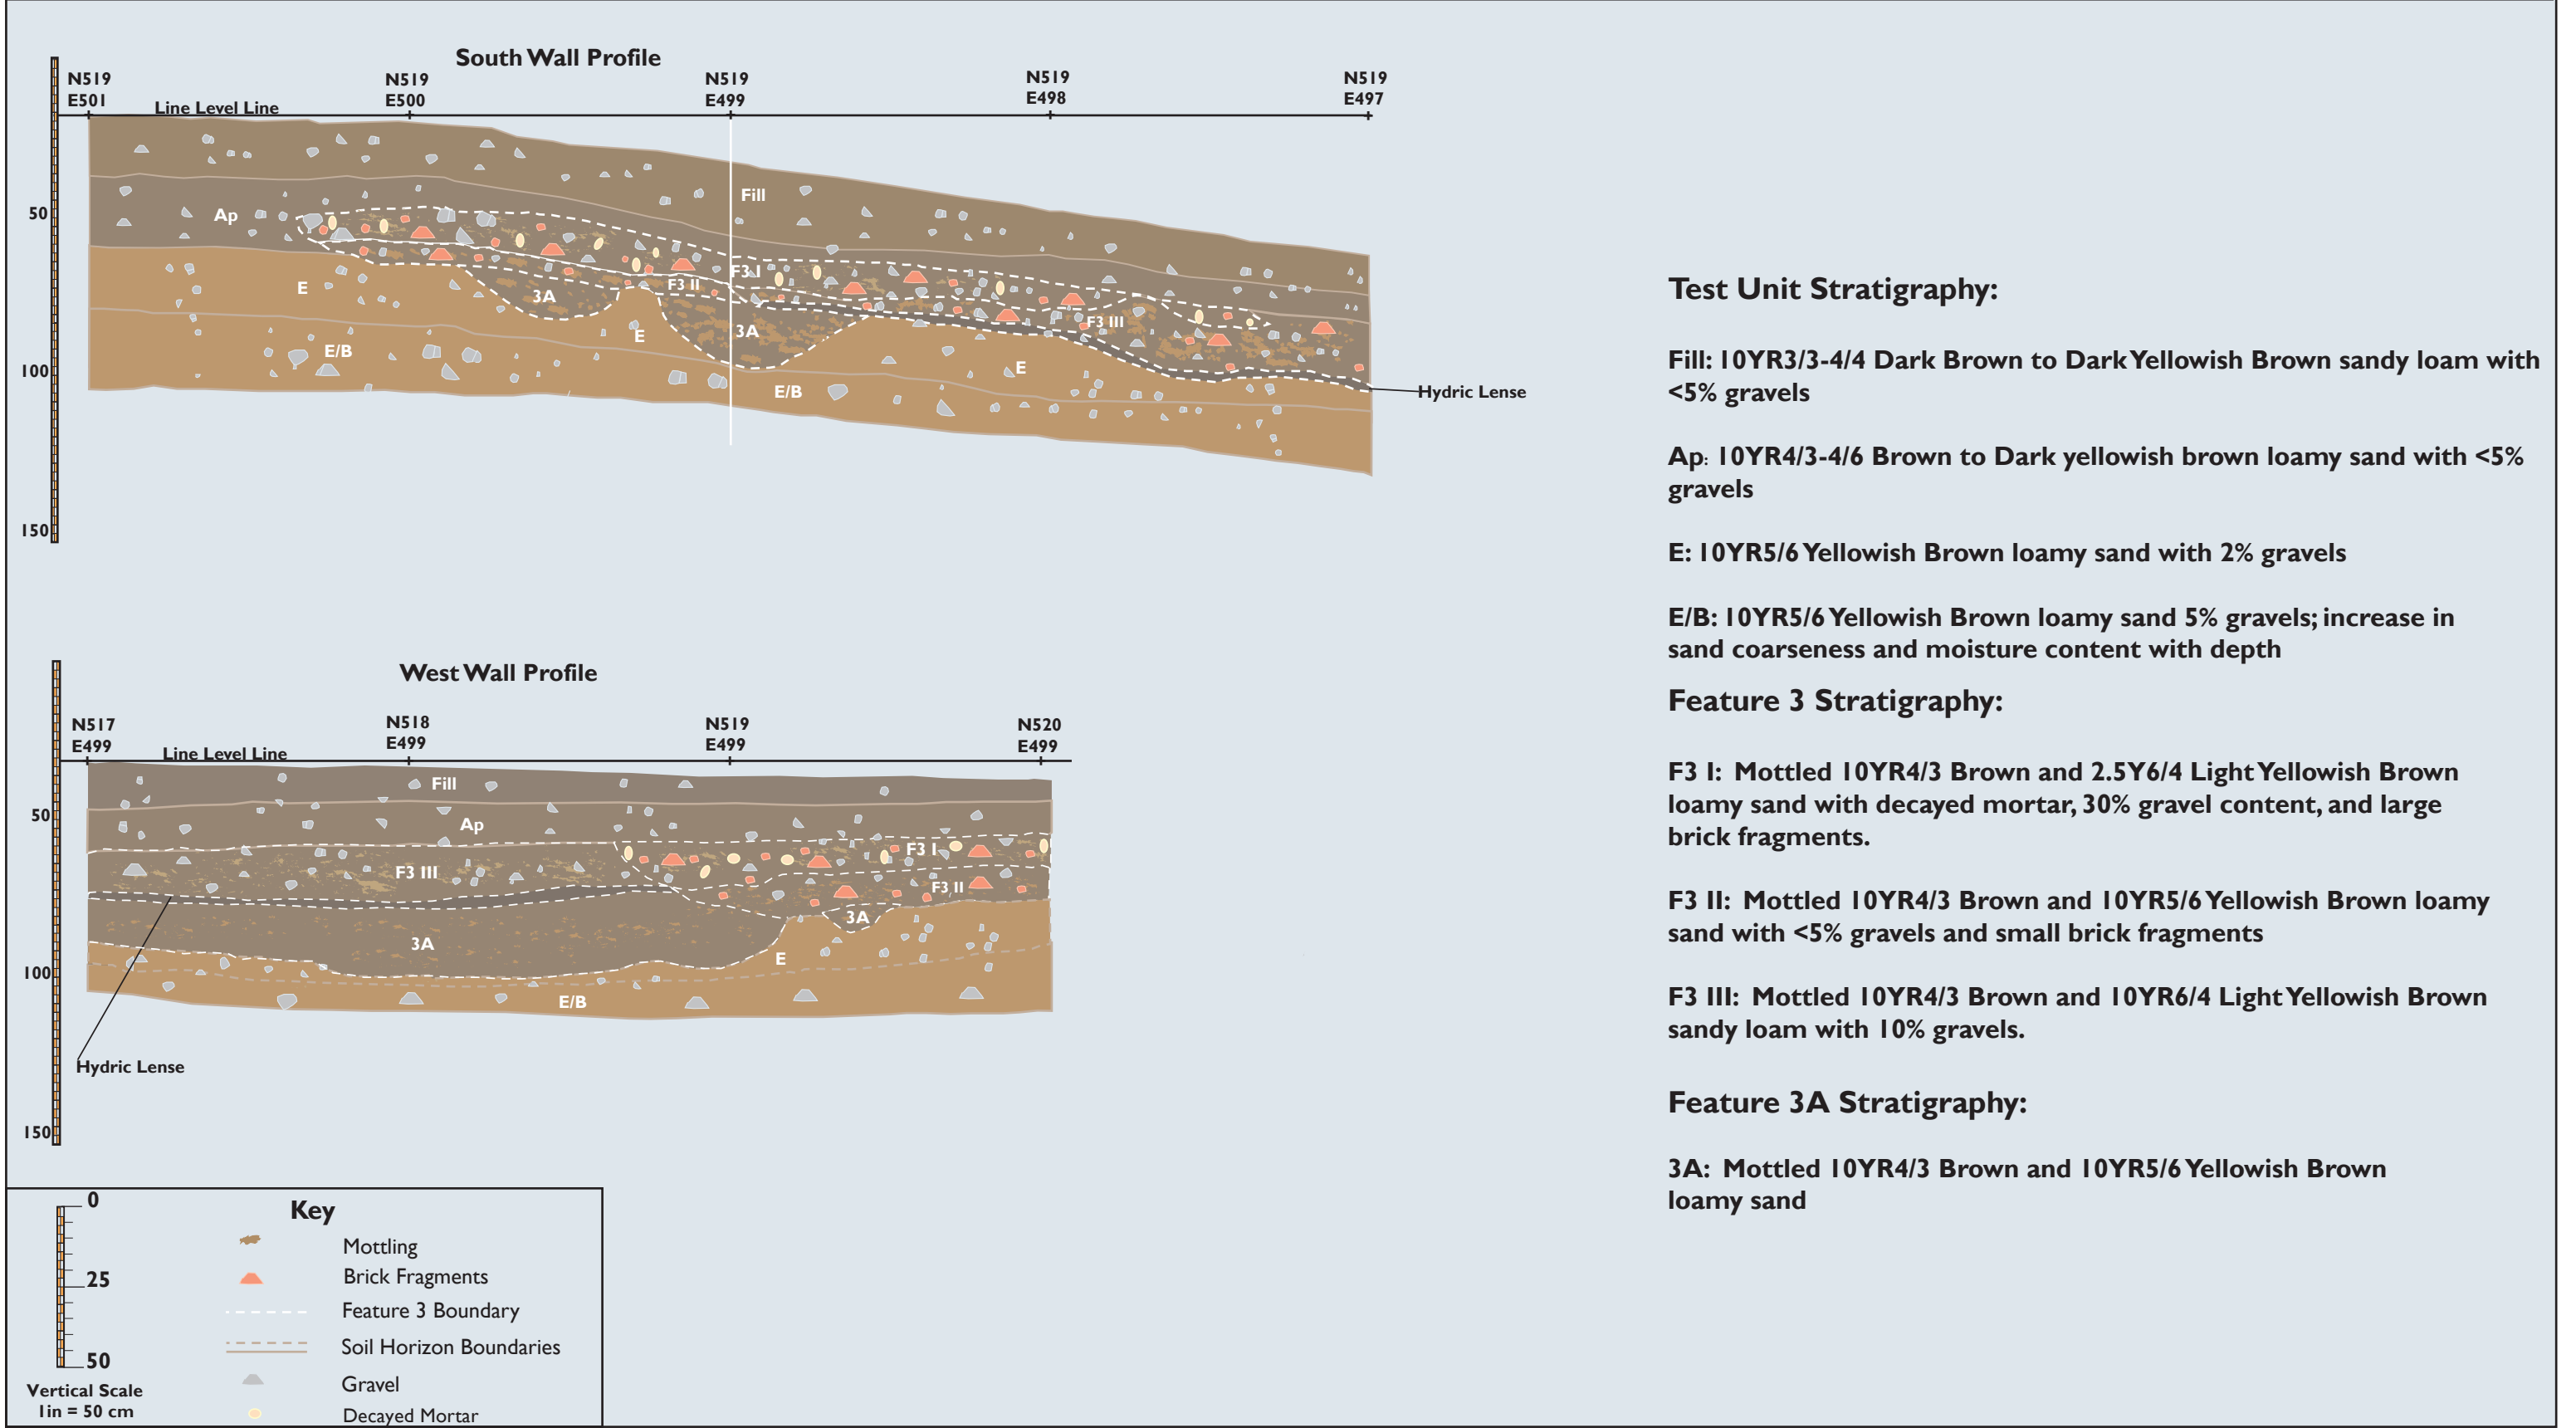 South Wall Profile
N519 N519 N519 N519 N519
E501 E500 E499 E498 E497
Line Level Line
50
100
150
Fill
Ap
F3 I
F3 II
3A
E
3A
F3 III
E
E
E/B
E/B
Hydric Lense
West Wall Profile
N517 N518 N519 N520
E499 E499 E499 E499
Line Level Line
50
100
150
Fill
Ap
F3 I
F3 III
F3 II
3A
3A
E
E/B
Hydric Lense
Key
0
25
50
Vertical Scale
1in = 50 cm
Mottling
Brick Fragments
Feature 3 Boundary
Soil Horizon Boundaries
Gravel
Decayed Mortar
Test Unit Stratigraphy:
Fill: 10YR3/3-4/4 Dark Brown to Dark Yellowish Brown sandy loam with
<5% gravels
Ap: 10YR4/3-4/6 Brown to Dark yellowish brown loamy sand with <5%
gravels
E: 10YR5/6 Yellowish Brown loamy sand with 2% gravels
E/B: 10YR5/6 Yellowish Brown loamy sand 5% gravels; increase in
sand coarseness and moisture content with depth
Feature 3 Stratigraphy:
F3 I: Mottled 10YR4/3 Brown and 2.5Y6/4 Light Yellowish Brown
loamy sand with decayed mortar, 30% gravel content, and large
brick fragments.
F3 II: Mottled 10YR4/3 Brown and 10YR5/6 Yellowish Brown loamy
sand with <5% gravels and small brick fragments
F3 III: Mottled 10YR4/3 Brown and 10YR6/4 Light Yellowish Brown
sandy loam with 10% gravels.
Feature 3A Stratigraphy:
3A: Mottled 10YR4/3 Brown and 10YR5/6 Yellowish Brown
loamy sand